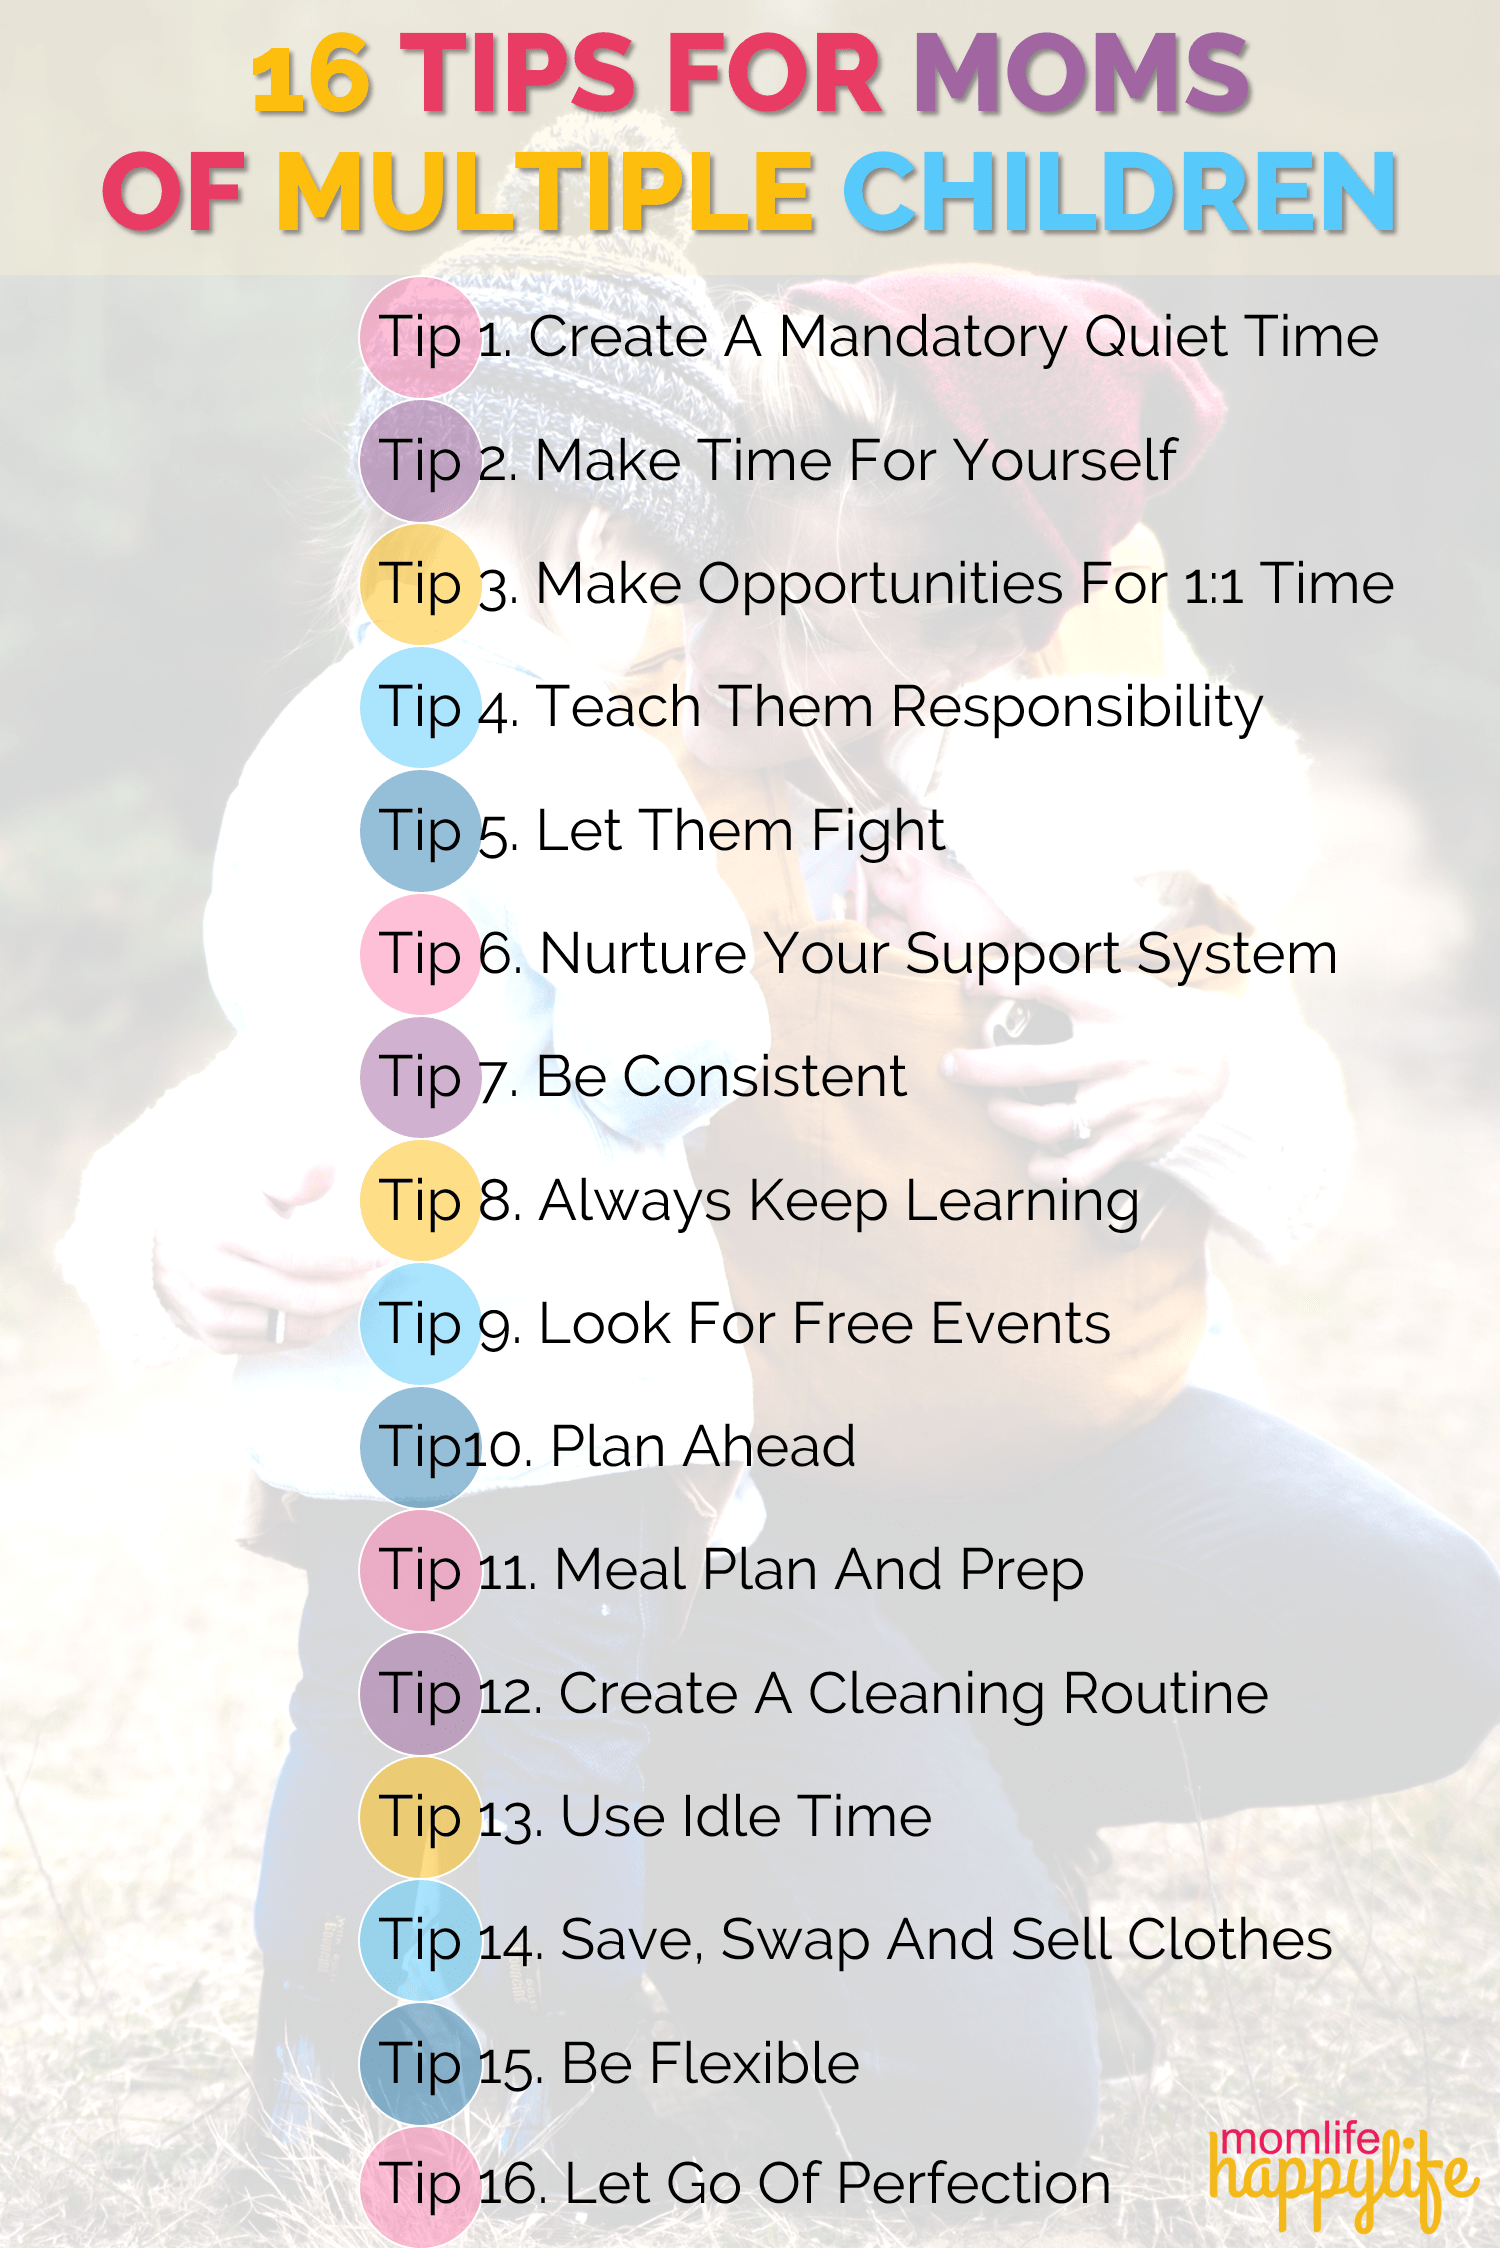 16 TIPS FOR MOMS
OF MULTIPLE CHILDREN
Tip 1. Create A Mandatory Quiet Time
Tip 2. Make Time For Yourself
Tip 3. Make Opportunities For 1:1 Time
Tip 4. Teach Them Responsibility
Tip 5. Let Them Fight
Tip 6. Nurture Your Support System
Tip 7. Be Consistent
Tip 8. Always Keep Learning
Tip 9. Look For Free Events
Tip10. Plan Ahead
Tip 11. Meal Plan And Prep
Tip 12. Create A Cleaning Routine
Tip 13. Use Idle Time
Tip 14. Save, Swap And Sell Clothes
Tip 15. Be Flexible
Tip 16. Let Go Of Perfection
momlife
happylife